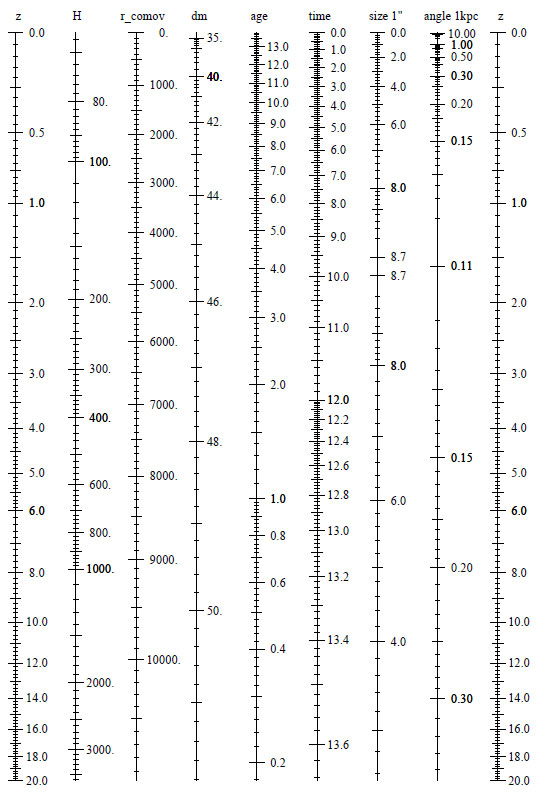 z H r_comov dm age time size 1" angle 1kpc z
0.0 0. 35. 0.0 0.0 10.00 0.0
13.0 1.0 1.00
12.0 2.0 2.0 0.50
40. 0.30
1000. 11.0 3.0 4.0
80. 10.0 4.0 0.20
42. 9.0 5.0 6.0
0.5 2000. 0.5
8.0 6.0 0.15
100.
7.0 7.0
3000. 8.0
44. 6.0
1.0 8.0 1.0
4000. 5.0 9.0
8.7
4.0 0.11
10.0 8.7
5000.
2.0 200. 46. 2.0
3.0
11.0
6000.
300. 8.0
3.0 3.0
2.0
12.0
7000.
400. 12.2
4.0 4.0
48. 12.4
0.15
12.6
5.0 8000. 5.0
600.
12.8
1.0 6.0
6.0 6.0
800. 0.8 13.0
9000.
1000. 0.20
8.0 13.2 8.0
0.6
50.
10.0 10.0
13.4 4.0
0.4
10000.
12.0 12.0
2000.
14.0 0.30 14.0
16.0 16.0
13.6
3000.
18.0 18.0
0.2
20.0 20.0